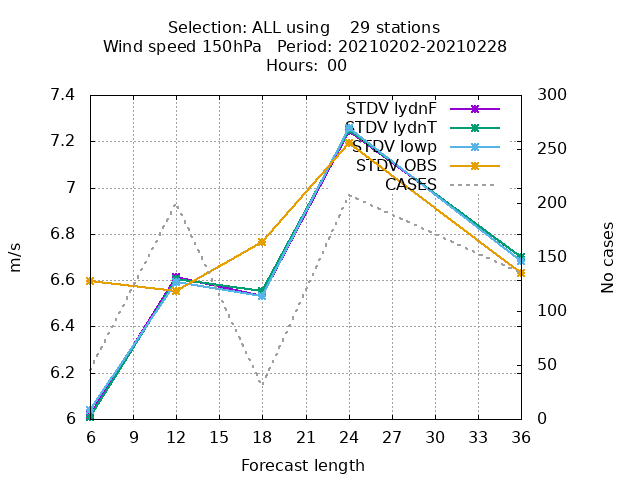 Selection: ALL using    29 stations
Wind speed 150hPa   Period: 20210202-20210228
Hours: 00
7.4
7.2
7
6.8
6.6
6.4
6.2
6
300
250
200
150
100
50
0
STDV lydnF
STDV lydnT
STDV lowp
STDV OBS
CASES
m/s
No cases
6 9 12 15 18 21 24 27 30 33 36
Forecast length